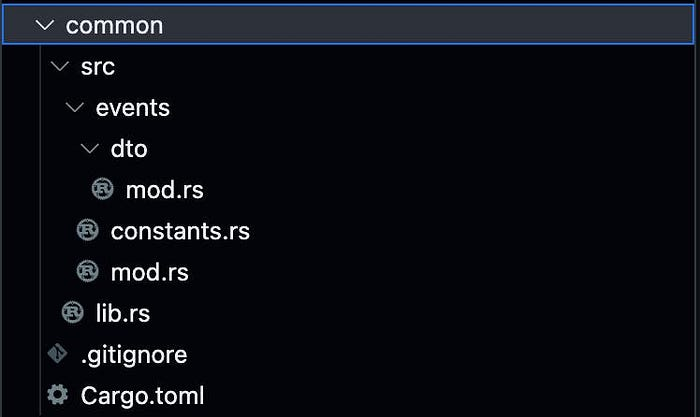 common
src
events
dto
mod.rs
constants.rs
mod.rs
lib.rs
.gitignore
Cargo.toml